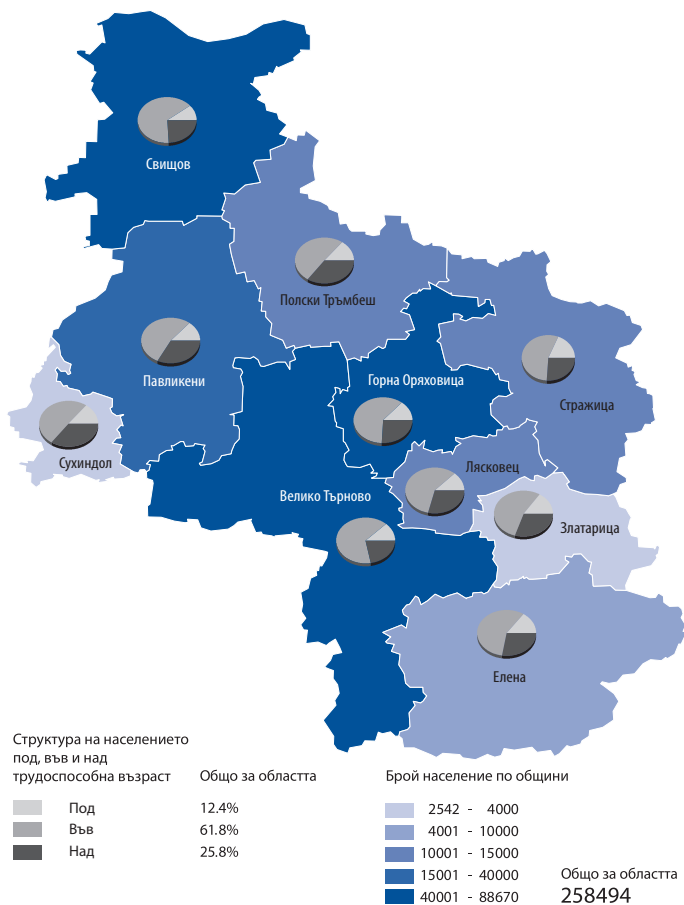 Свищов
Полски Тръмбеш
Павликени
Горна Оряховица
Стражица
Сухиндол
Лясковец
Велико Търново
Златарица
Елена
Структура на населението
под, във и над
трудоспособна възраст Общо за областта
Под 12.4%
Във 61.8%
Над 25.8%
Брой население по общини
2542 - 4000
4001 - 10000
10001 - 15000
15001 - 40000
40001 - 88670
Общо за областта
258494